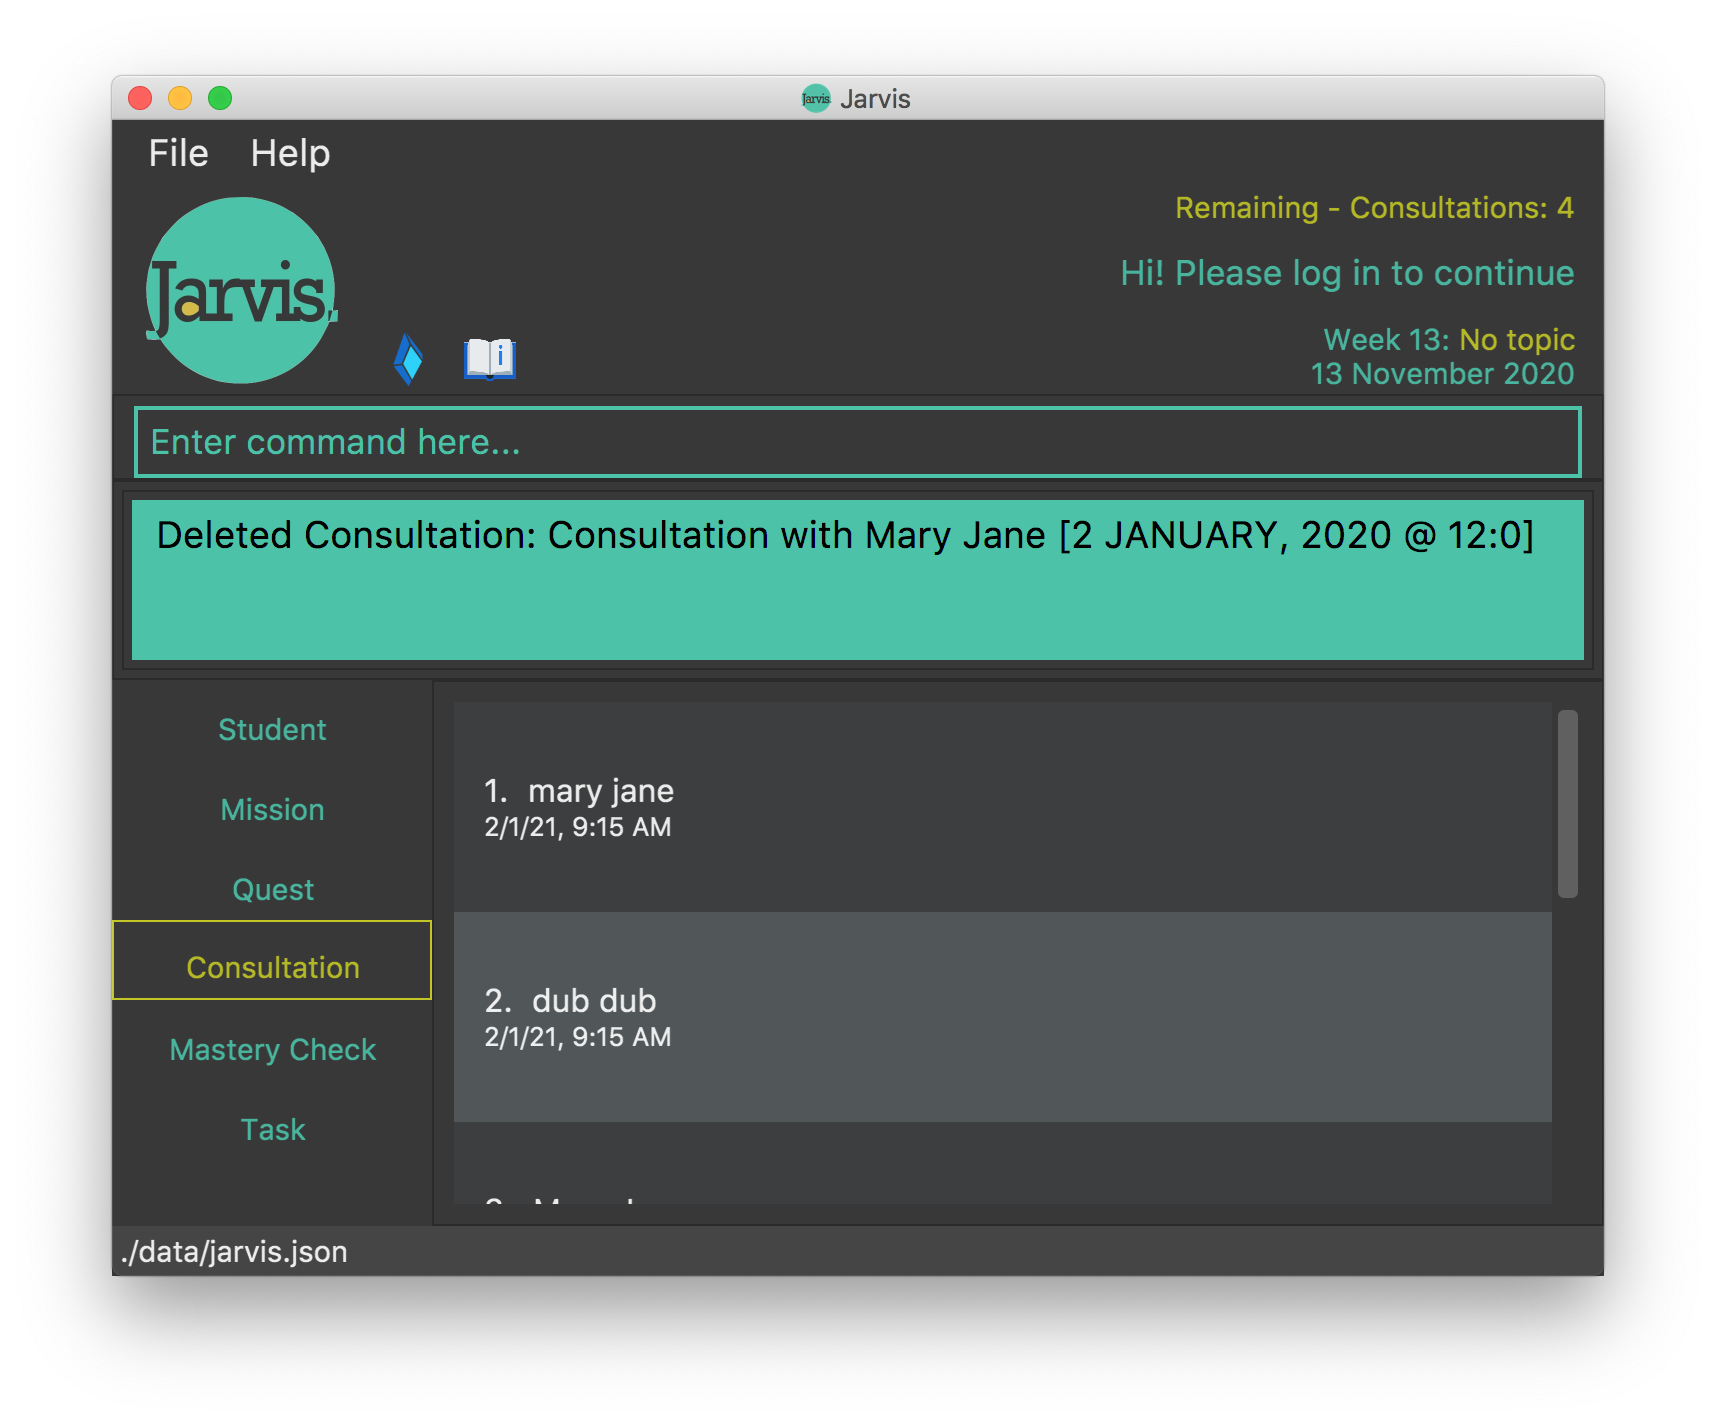 Jarvis
File Help
Remaining - Consultations: 4
Hi! Please log in to continue
Jarvis.
Week 13: No topic
13 November 2020
Enter command here...
Deleted Consultation: Consultation with Mary Jane [2 JANUARY, 2020 @ 12:0]
Student
Mission
Quest
Consultation
Mastery Check
Task
1. mary jane
2/1/21, 9:15 AM
2. dub dub
2/1/21, 9:15 AM
./data/jarvis.json